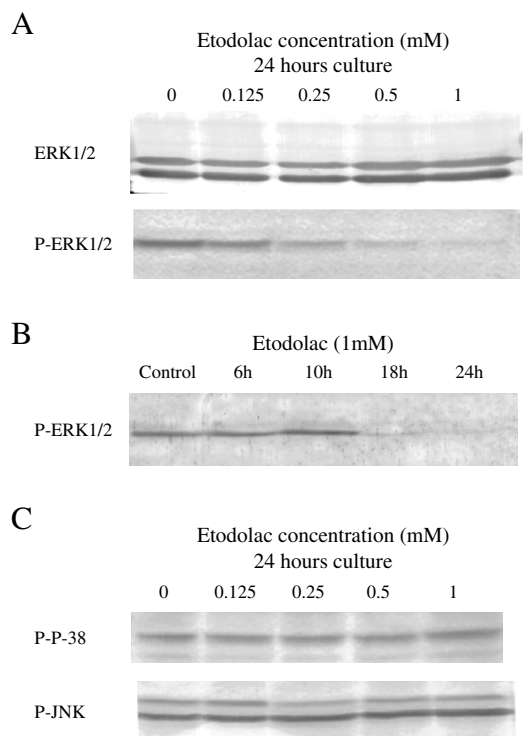 A
Etodolac concentration (mM)
24 hours culture
0 0.125 0.25 0.5 1
ERK1/2
P-ERK1/2
B
Etodolac (1mM)
Control 6h 10h 18h 24h
P-ERK1/2
C
Etodolac concentration (mM)
24 hours culture
0 0.125 0.25 0.5 1
P-P-38
P-JNK